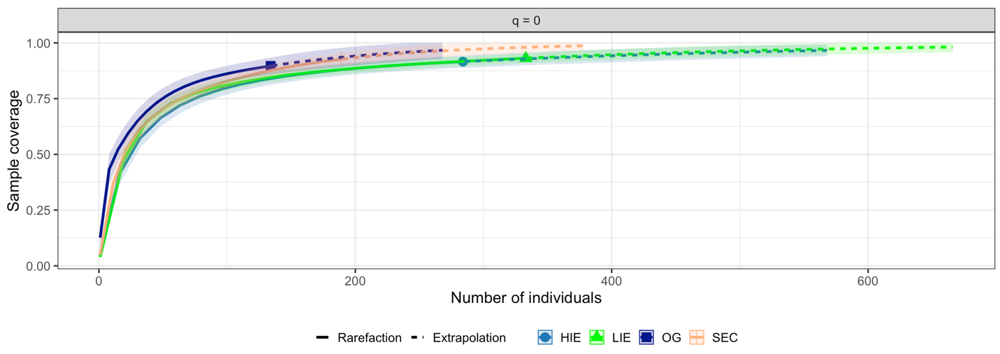 q = 0
1.00
0.75
0.50
0.25
0.00
Sample coverage
0 200 400 600
Number of individuals
Rarefaction Extrapolation HIE LIE OG SEC